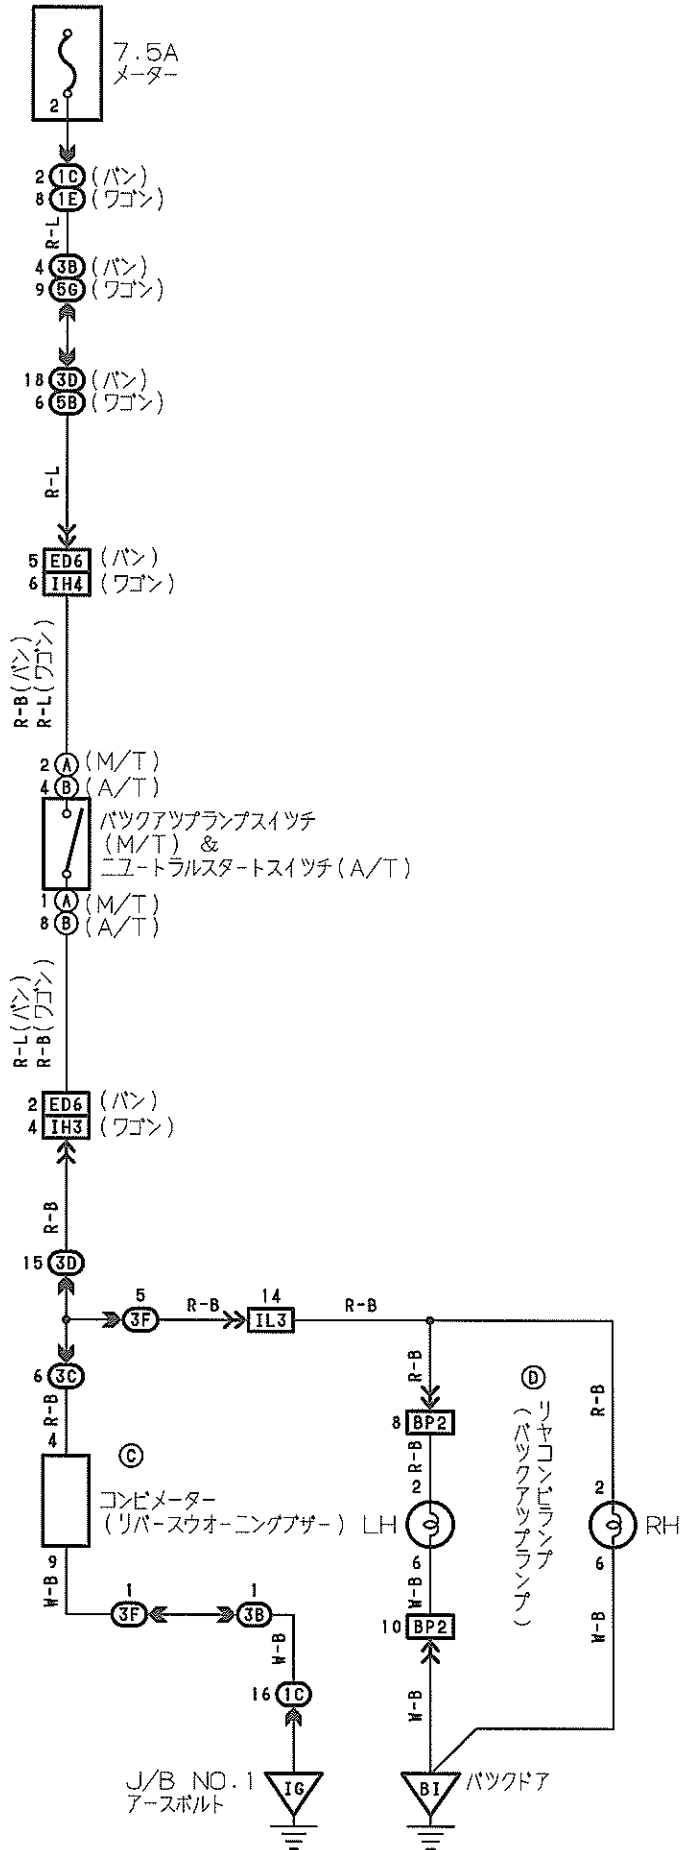 7.5A
メーター
2
2 1C (バン)
8 1E (ワゴン)
R-L
4 3B (バン)
9 5G (ワゴン)
18 3D (バン)
6 5B (ワゴン)
R-L
5 ED6 (バン)
6 IH4 (ワゴン)
R-B(バン)
R-L(ワゴン)
2 A (M/T)
4 B (A/T)
バツクアツプランプスイツチ
(M/T) &
ニユートラルスタートスイツチ(A/T)
1 A (M/T)
8 B (A/T)
R-L(バン)
R-B(ワゴン)
2 ED6 (バン)
4 IH3 (ワゴン)
R-B
15 3D
5
3F
R-B
14
IL3
R-B
6 3C
R-B
4
C
コンビメーター
(リバースウオーニングブザー)
9
W-B
1
3F
1
3B
W-B
16 1C
J/B NO.1
アースボルト
IG
R-B
8 BP2
R-B
2
LH
6
W-B
10 BP2
W-B
D
リヤコンビランプ
(バツクアツプランプ)
R-B
2
RH
6
W-B
BI
バツクドア